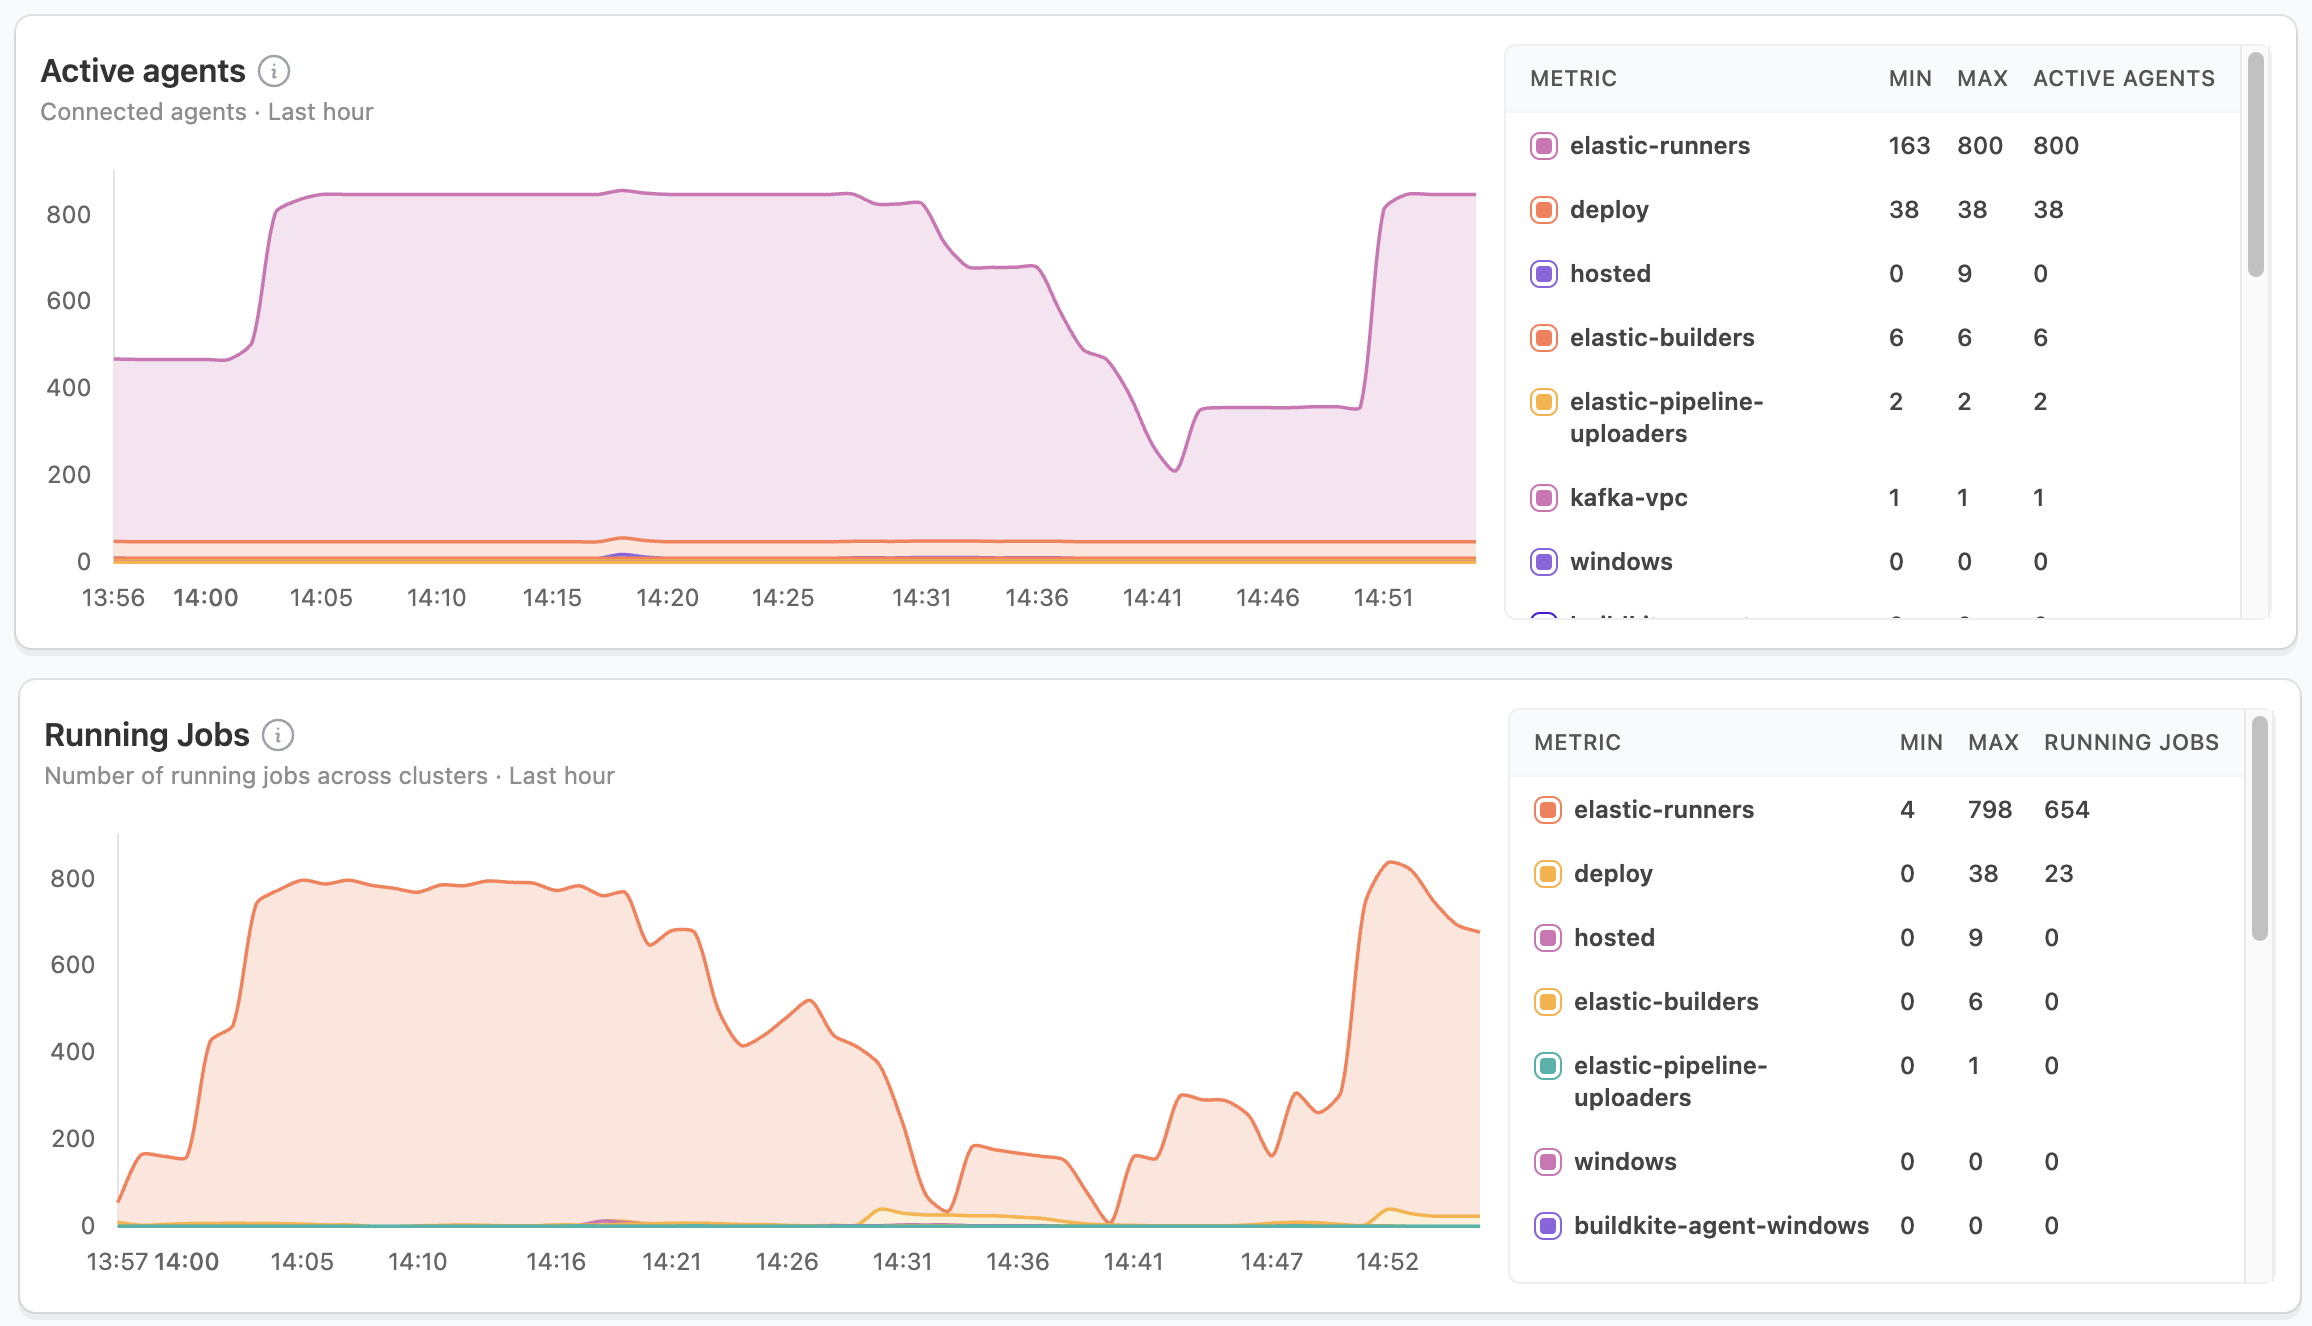 Active agents
Connected agents · Last hour
800
600
400
200
0
13:56 14:00 14:05 14:10 14:15 14:20 14:25 14:31 14:36 14:41 14:46 14:51
METRIC MIN MAX ACTIVE AGENTS
elastic-runners 163 800 800
deploy 38 38 38
hosted 0 9 0
elastic-builders 6 6 6
elastic-pipeline- 2 2 2
uploaders
kafka-vpc 1 1 1
windows 0 0 0
Running Jobs
Number of running jobs across clusters · Last hour
800
600
400
200
0
13:57 14:00 14:05 14:10 14:16 14:21 14:26 14:31 14:36 14:41 14:47 14:52
METRIC MIN MAX RUNNING JOBS
elastic-runners 4 798 654
deploy 0 38 23
hosted 0 9 0
elastic-builders 0 6 0
elastic-pipeline- 0 1 0
uploaders
windows 0 0 0
buildkite-agent-windows 0 0 0